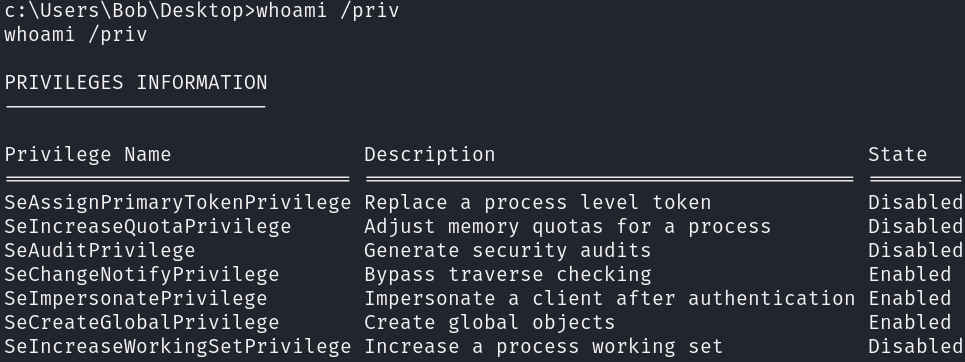 c:\Users\Bob\Desktop>whoami /priv
whoami /priv
PRIVILEGES INFORMATION
----------------------
Privilege Name                Description                               State
============================= ========================================= ========
SeAssignPrimaryTokenPrivilege Replace a process level token             Disabled
SeIncreaseQuotaPrivilege      Adjust memory quotas for a process        Disabled
SeAuditPrivilege              Generate security audits                  Disabled
SeChangeNotifyPrivilege       Bypass traverse checking                  Enabled
SeImpersonatePrivilege        Impersonate a client after authentication Enabled
SeCreateGlobalPrivilege       Create global objects                     Enabled
SeIncreaseWorkingSetPrivilege Increase a process working set            Disabled